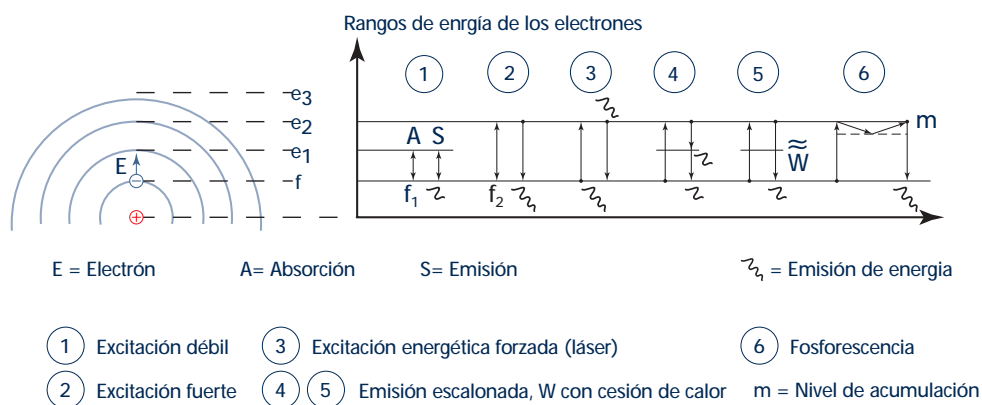 Rangos de enrgía de los electrones
1 2 3 4 5 6
e3
e2
e1
f
E
A S
f1 f2
W
m
E = Electrón A= Absorción S= Emisión = Emisión de energia
1 Excitación débil 3 Excitación energética forzada (láser) 6 Fosforescencia
2 Excitación fuerte 4 5 Emisión escalonada, W con cesión de calor m = Nivel de acumulación